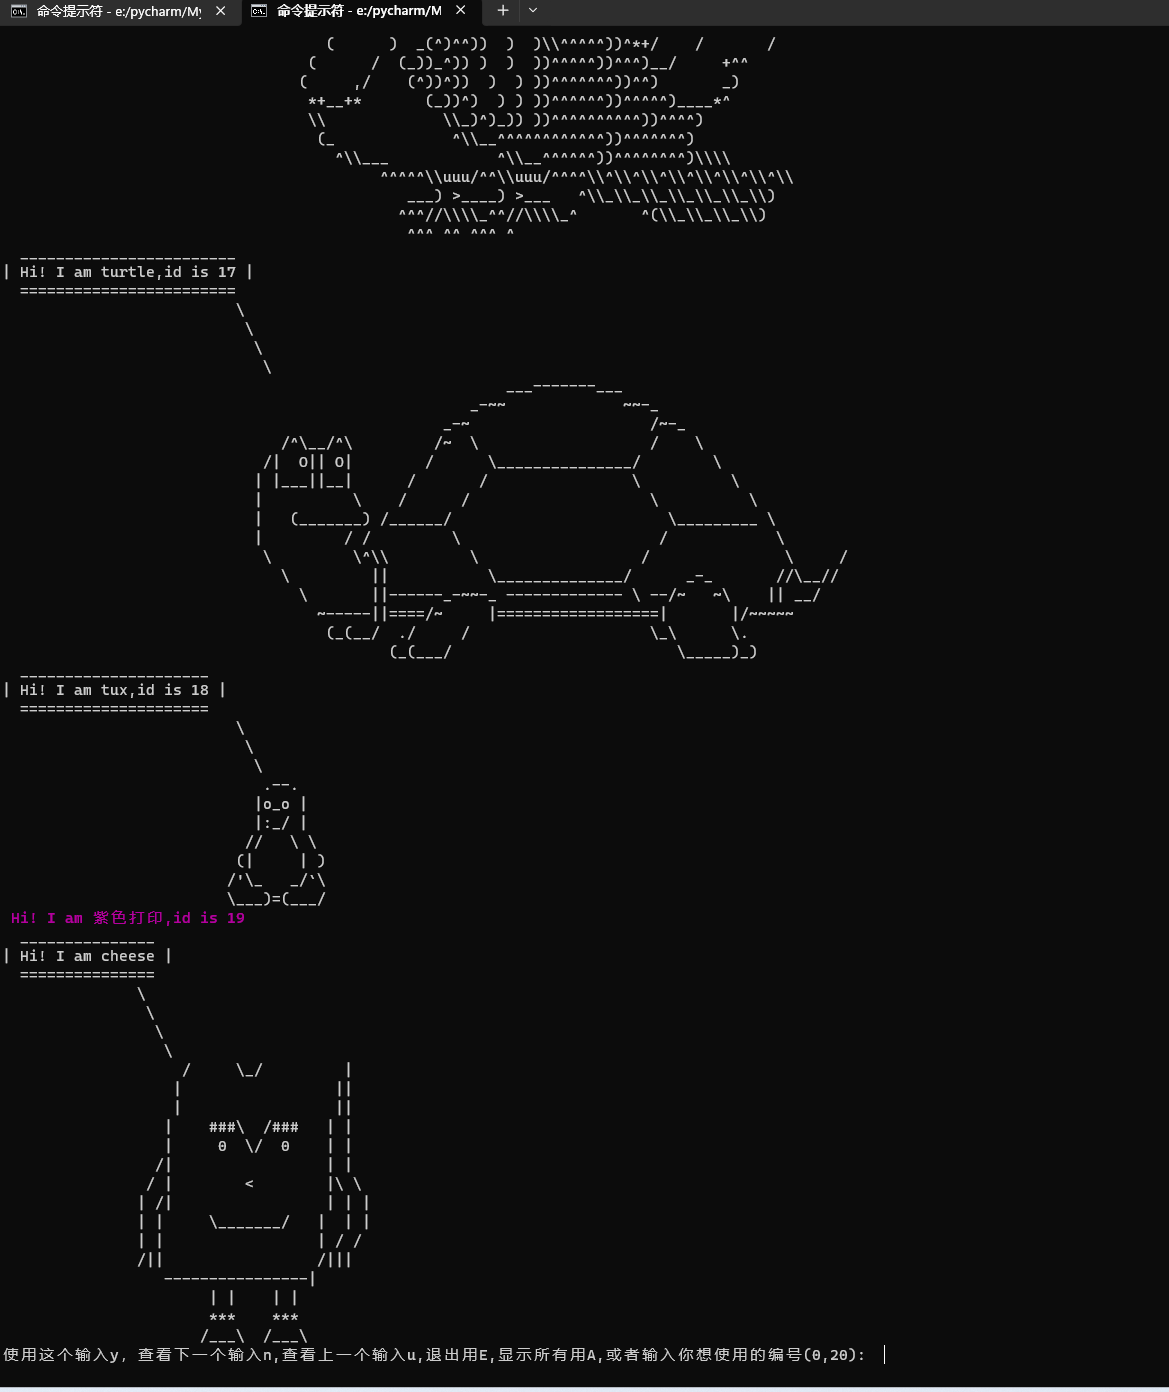 命令提示符 - e:/pycharm/My
命令提示符 - e:/pycharm/M
| Hi! I am turtle,id is 17 |
| Hi! I am tux,id is 18 |
Hi! I am 紫色打印,id is 19
| Hi! I am cheese |
使用这个输入y, 查看下一个输入n,查看上一个输入u,退出用E,显示所有用A,或者输入你想使用的编号(0,20):